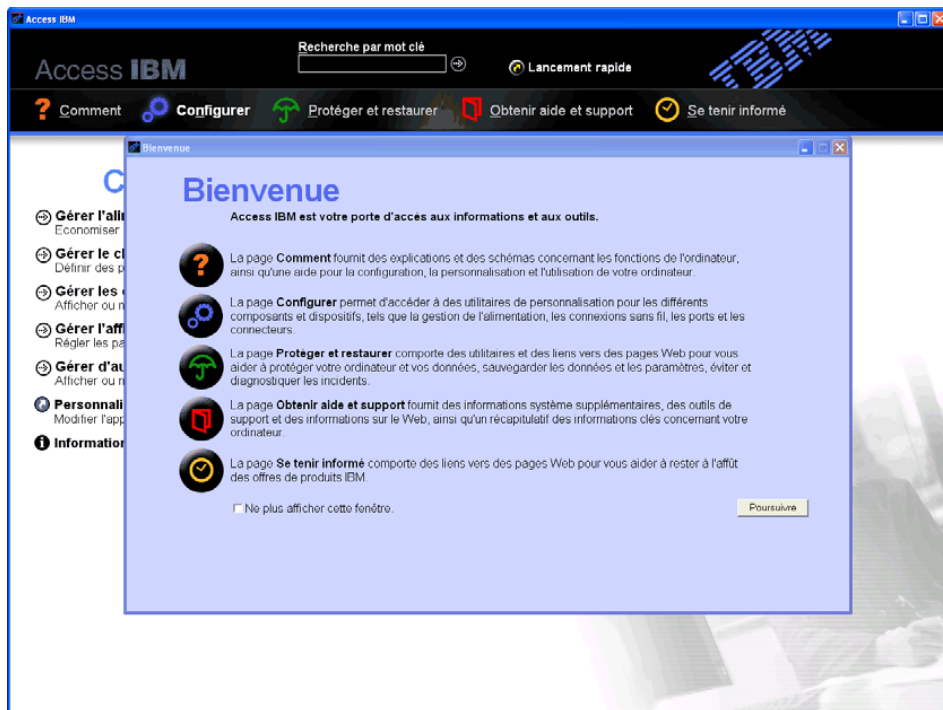 Access IBM
Access IBM
Recherche par mot clé
Lancement rapide
IBM
? Comment
Configurer
Protéger et restaurer
Obtenir aide et support
Se tenir informé
Bienvenue
C
Gérer l'ali
Economiser
Gérer le cl
Définir des p
Gérer les
Afficher ou n
Gérer l'aff
Régler les pa
Gérer d'au
Afficher ou n
Personnali
Modifier l'app
Information
Bienvenue
Access IBM est votre porte d'accès aux informations et aux outils.
La page Comment fournit des explications et des schémas concernant les fonctions de l'ordinateur,
ainsi qu'une aide pour la configuration, la personnalisation et l'utilisation de votre ordinateur.
La page Configurer permet d'accéder à des utilitaires de personnalisation pour les différents
composants et dispositifs, tels que la gestion de l'alimentation, les connexions sans fil, les ports et les
connecteurs.
La page Protéger et restaurer comporte des utilitaires et des liens vers des pages Web pour vous
aider à protéger votre ordinateur et vos données, sauvegarder les données et les paramètres, éviter et
diagnostiquer les incidents.
La page Obtenir aide et support fournit des informations système supplémentaires, des outils de
support et des informations sur le Web, ainsi qu'un récapitulatif des informations clés concernant votre
ordinateur.
La page Se tenir informé comporte des liens vers des pages Web pour vous aider à rester à l'affût
des offres de produits IBM.
Ne plus afficher cette fenêtre.
Poursuivre